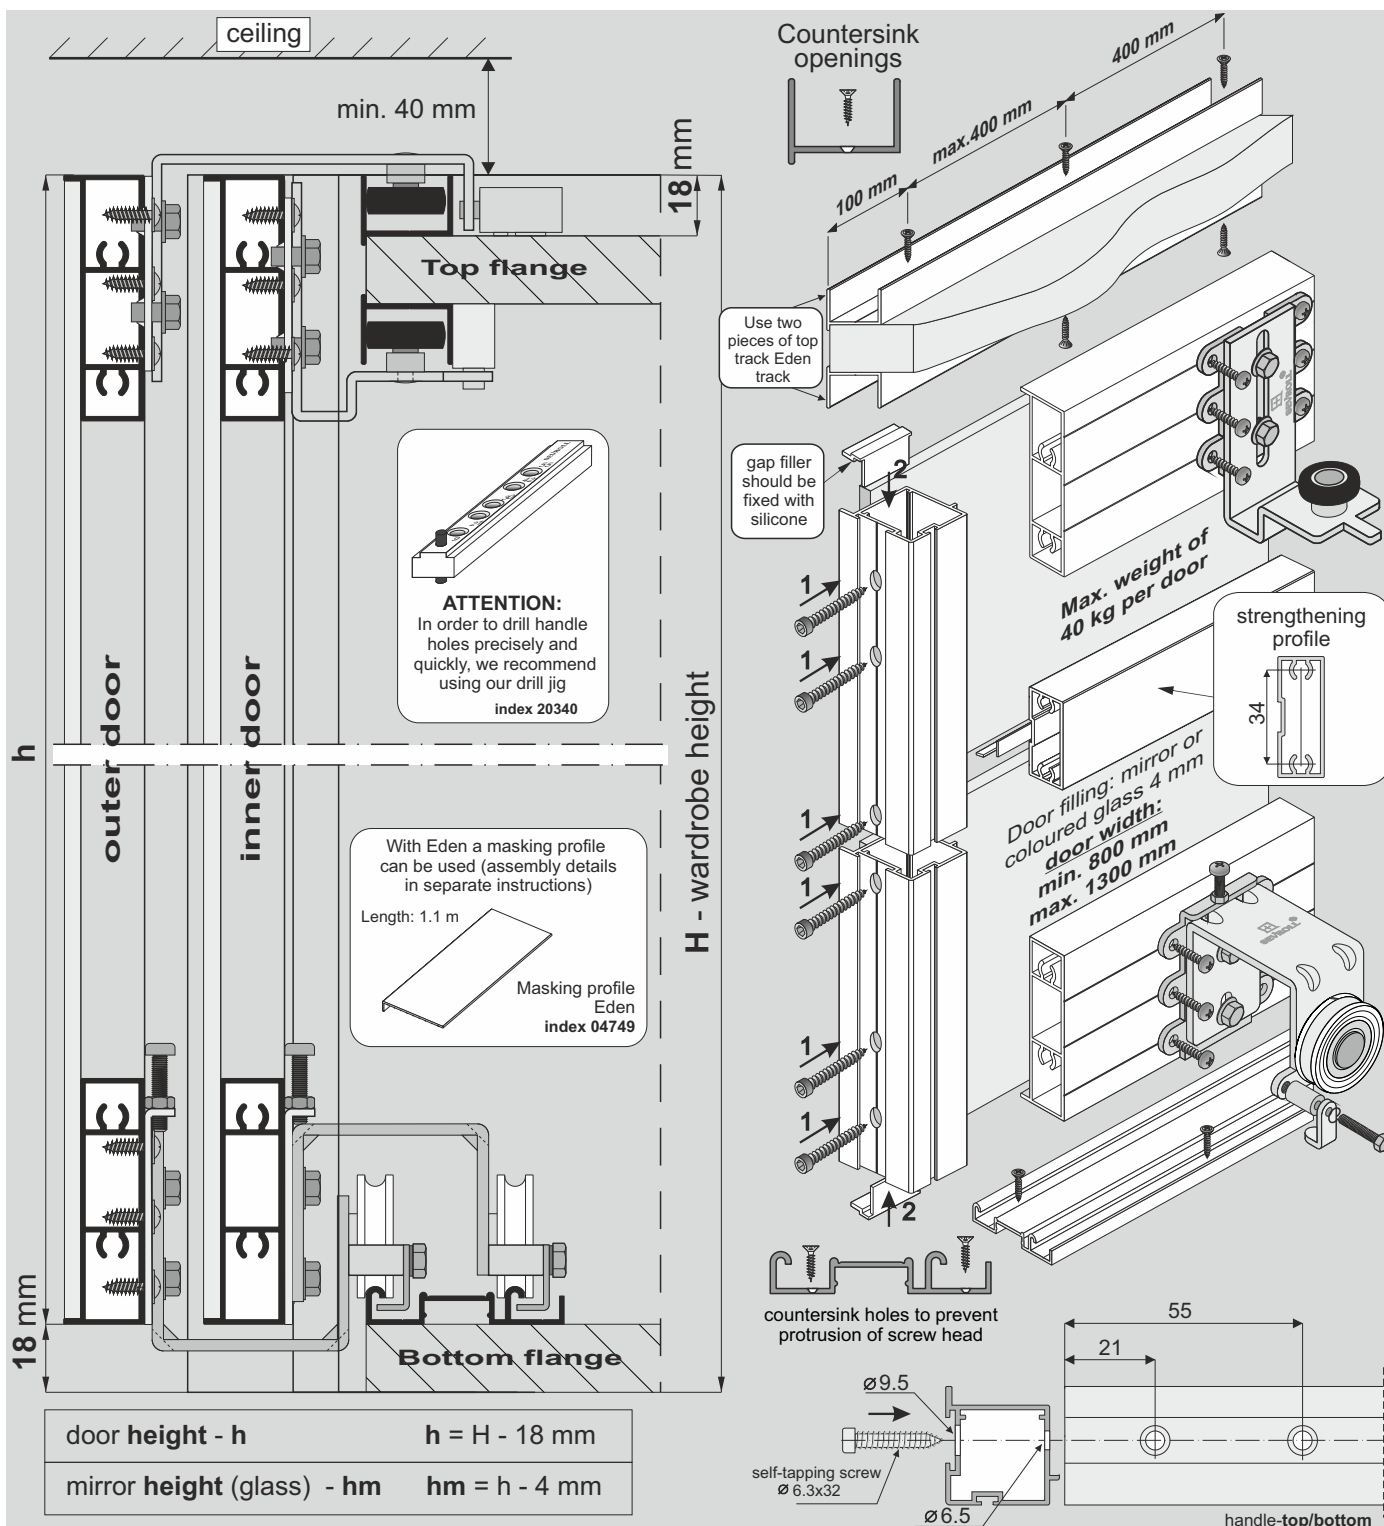 ceiling
min. 40 mm
18 mm
Top flange
h
outer door
inner door
H - wardrobe height
ATTENTION:
In order to drill handle
holes precisely and
quickly, we recommend
using our drill jig
index 20340
With Eden a masking profile
can be used (assembly details
in separate instructions)
Length: 1.1 m
Masking profile
Eden
index 04749
18 mm
Bottom flange
door height - h h = H - 18 mm
mirror height (glass) - hm hm = h - 4 mm
Countersink
openings
400 mm
max.400 mm
100 mm
Use two
pieces of top
track Eden
track
gap filler
should be
fixed with
silicone
2
1
1
1
1
1
1
2
SEVROLL
Max. weight of
40 kg per door
strengthening
profile
34
Door filling: mirror or
coloured glass 4 mm
door width:
min. 800 mm
max. 1300 mm
SEVROLL
countersink holes to prevent
protrusion of screw head
55
21
ø9.5
self-tapping screw
ø 6.3x32
ø6.5
handle-top/bottom